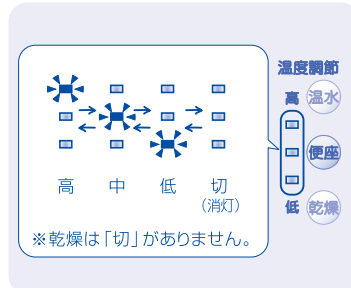 温度調節
高 温水
便座
低 乾燥
高 中 低 切
(消灯)
※乾燥は「切」がありません。